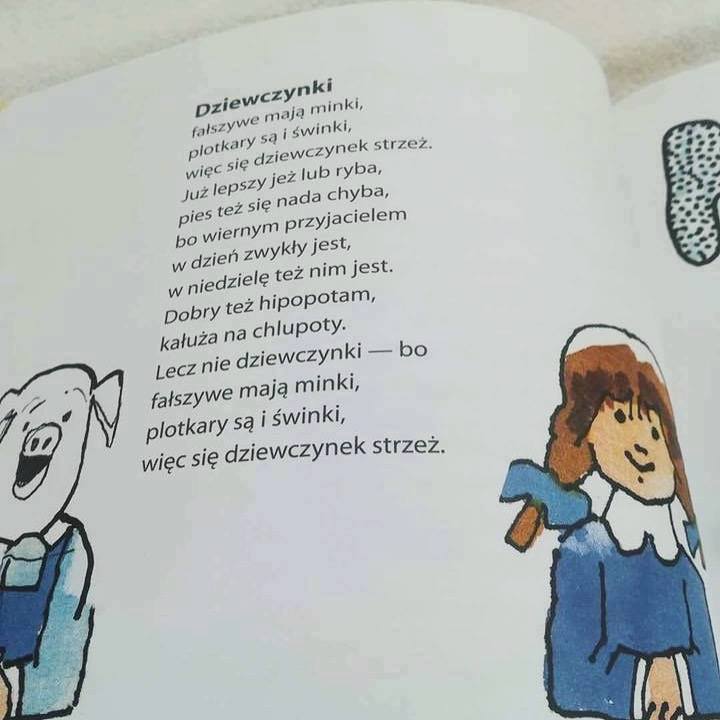 Dziewczynki
fałszywe mają minki,
plotkary są i świnki,
więc się dziewczynek strzeż.
Już lepszy jeż lub ryba,
pies też się nada chyba,
bo wiernym przyjacielem
w dzień zwykły jest,
w niedzielę też nim jest.
Dobry też hipopotam,
kałuża na chlupoty.
Lecz nie dziewczynki — bo
fałszywe mają minki,
plotkary są i świnki,
więc się dziewczynek strzeż.